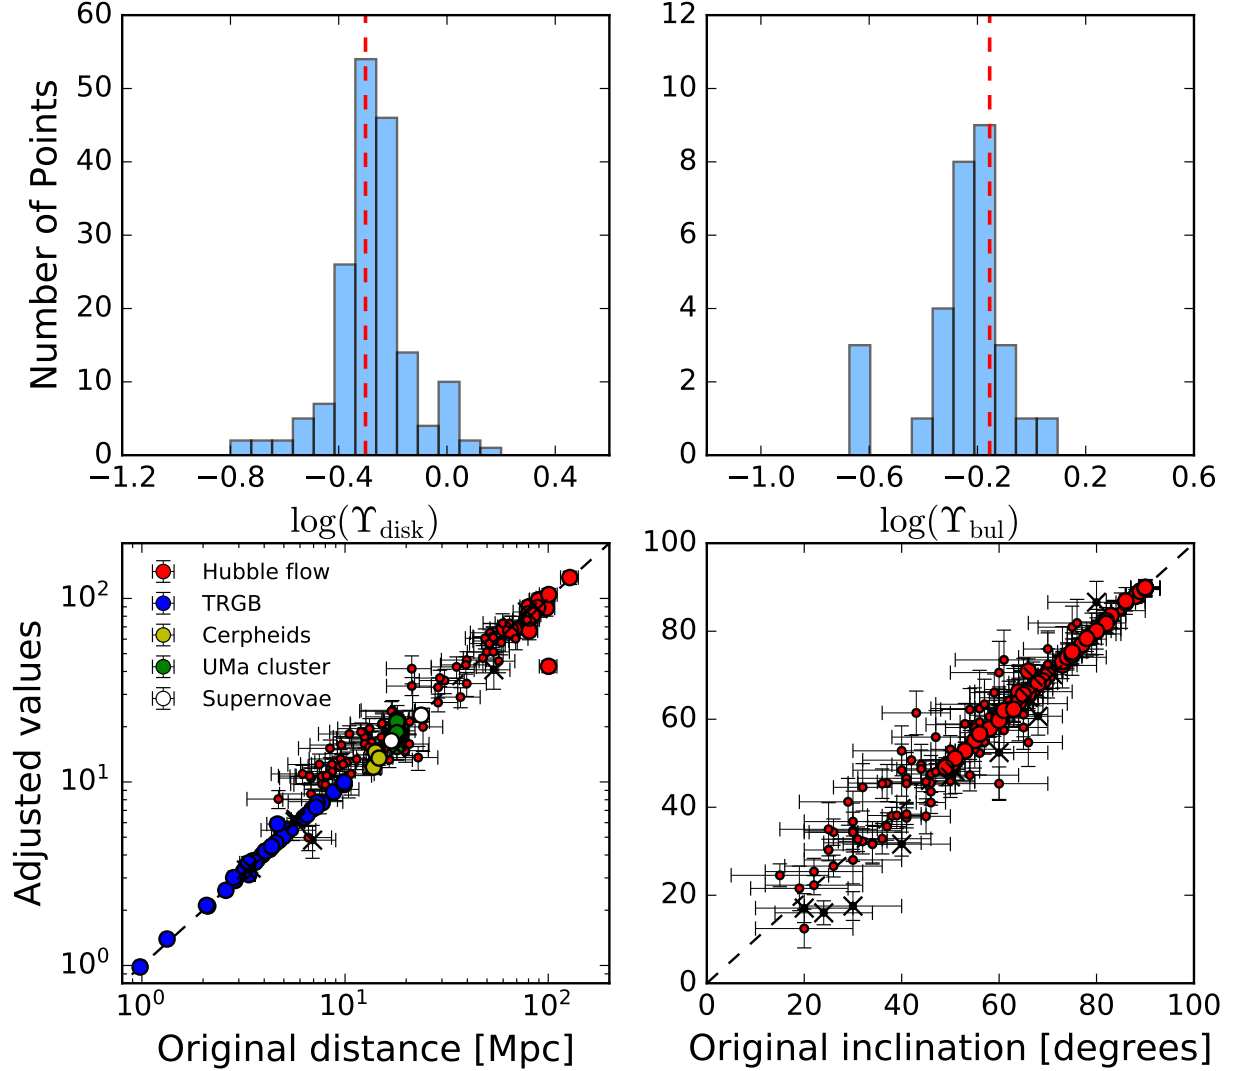 60
50
40
30
20
10
0
Number of Points
−1.2 −0.8 −0.4 0.0 0.4
log(ϒ_disk)
12
10
8
6
4
2
0
−1.0 −0.6 −0.2 0.2 0.6
log(ϒ_bul)
Hubble flow
TRGB
Cerpheids
UMa cluster
Supernovae
10²
10¹
10⁰
Adjusted values
10⁰ 10¹ 10²
Original distance [Mpc]
100
80
60
40
20
0
0 20 40 60 80 100
Original inclination [degrees]